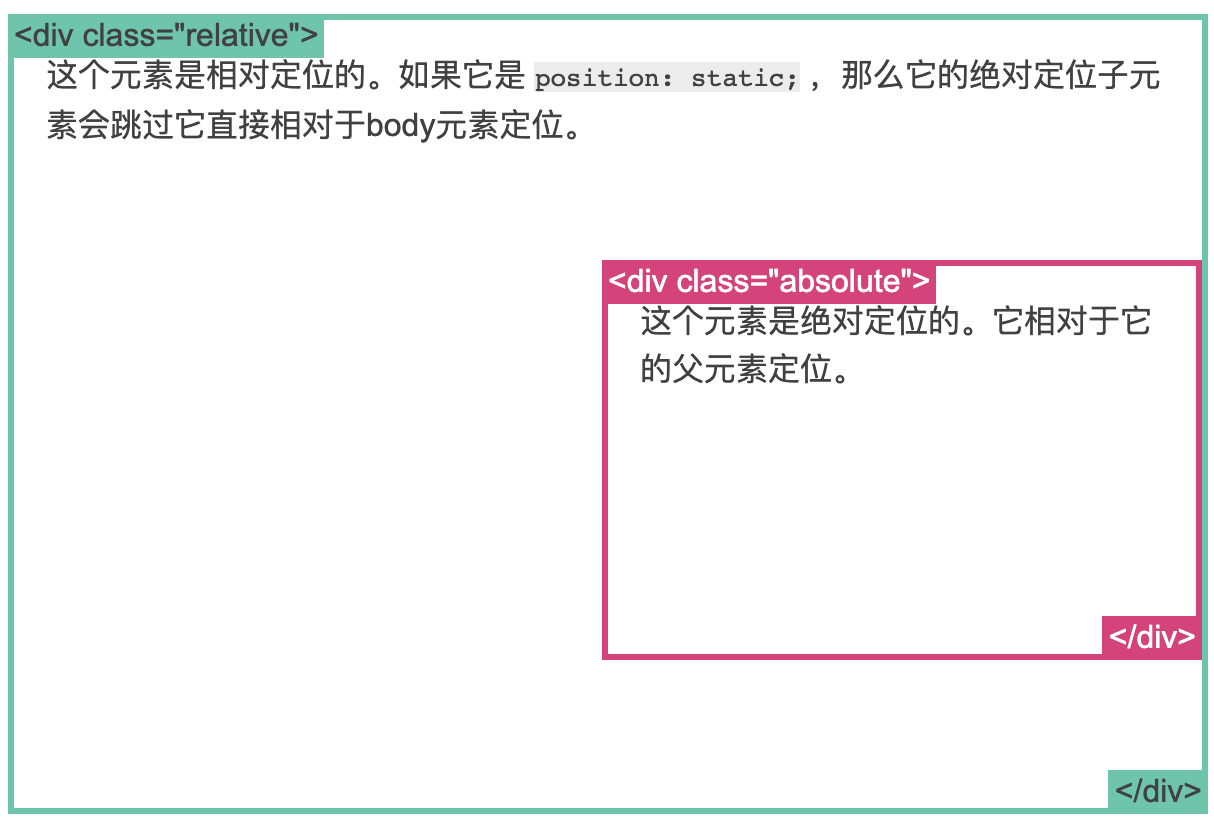 <div class="relative">
这个元素是相对定位的。如果它是 position: static; ，那么它的绝对定位子元
素会跳过它直接相对于body元素定位。
<div class="absolute">
这个元素是绝对定位的。它相对于它
的父元素定位。
</div>
</div>